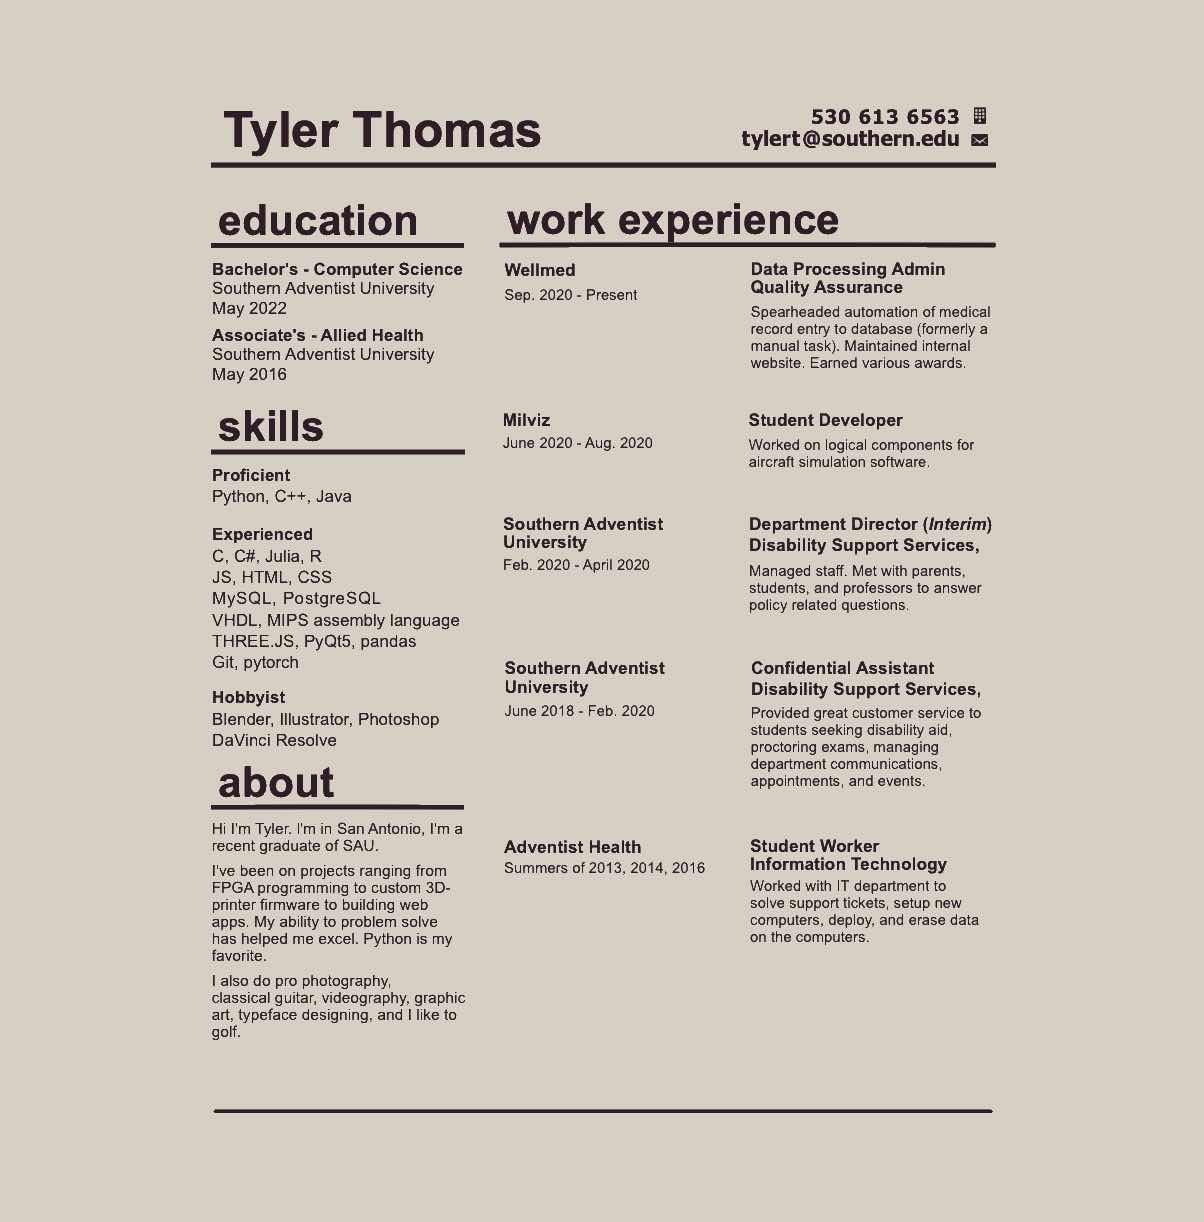 Tyler Thomas
530 613 6563
tylert@southern.edu
education
Bachelor's - Computer Science
Southern Adventist University
May 2022
Associate's - Allied Health
Southern Adventist University
May 2016
skills
Proficient
Python, C++, Java
Experienced
C, C#, Julia, R
JS, HTML, CSS
MySQL, PostgreSQL
VHDL, MIPS assembly language
THREE.JS, PyQt5, pandas
Git, pytorch
Hobbyist
Blender, Illustrator, Photoshop
DaVinci Resolve
about
Hi I'm Tyler. I'm in San Antonio, I'm a
recent graduate of SAU.
I've been on projects ranging from
FPGA programming to custom 3D-
printer firmware to building web
apps. My ability to problem solve
has helped me excel. Python is my
favorite.
I also do pro photography,
classical guitar, videography, graphic
art, typeface designing, and I like to
golf.
work experience
Wellmed
Sep. 2020 - Present
Data Processing Admin
Quality Assurance
Spearheaded automation of medical
record entry to database (formerly a
manual task). Maintained internal
website. Earned various awards.
Milviz
June 2020 - Aug. 2020
Student Developer
Worked on logical components for
aircraft simulation software.
Southern Adventist
University
Feb. 2020 - April 2020
Department Director (Interim)
Disability Support Services,
Managed staff. Met with parents,
students, and professors to answer
policy related questions.
Southern Adventist
University
June 2018 - Feb. 2020
Confidential Assistant
Disability Support Services,
Provided great customer service to
students seeking disability aid,
proctoring exams, managing
department communications,
appointments, and events.
Adventist Health
Summers of 2013, 2014, 2016
Student Worker
Information Technology
Worked with IT department to
solve support tickets, setup new
computers, deploy, and erase data
on the computers.